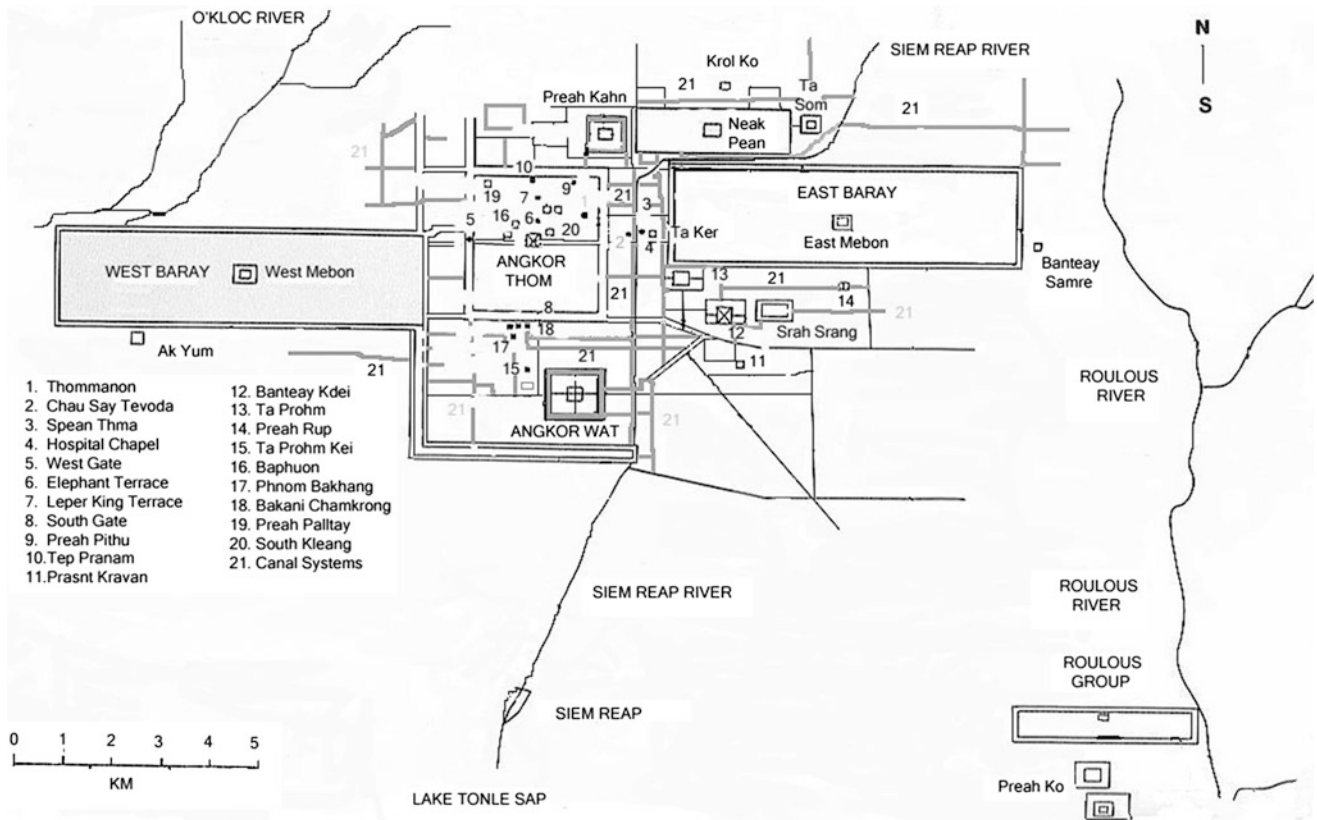 O'KLOC RIVER
N
S
SIEM REAP RIVER
Krol Ko
21
Ta
Som
Preah Kahn
21
Neak
Pean
21
10
19
7
9
1
21
3
EAST BARAY
16
5
6
20
2
4
Ta Ker
East Mebon
WEST BARAY
West Mebon
ANGKOR
THOM
Banteay
Samre
13
21
14
21
8
21
18
12
Srah Srang
21
Ak Yum
17
21
11
21
15
21
21
ANGKOR WAT
ROULOUS
RIVER
1. Thommanon
2. Chau Say Tevoda
3. Spean Thma
4. Hospital Chapel
5. West Gate
6. Elephant Terrace
7. Leper King Terrace
8. South Gate
9. Preah Pithu
10.Tep Pranam
11.Prasnt Kravan
12. Banteay Kdei
13. Ta Prohm
14. Preah Rup
15. Ta Prohm Kei
16. Baphuon
17. Phnom Bakhang
18. Bakani Chamkrong
19. Preah Palltay
20. South Kleang
21. Canal Systems
SIEM REAP RIVER
ROULOUS
RIVER
ROULOUS
GROUP
SIEM REAP
0 1 2 3 4 5
KM
Preah Ko
LAKE TONLE SAP